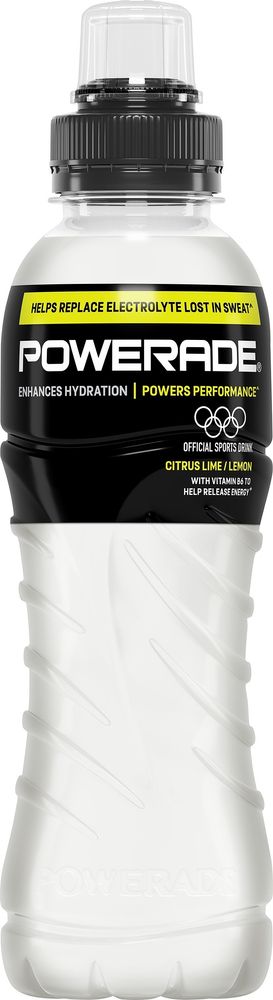 HELPS REPLACE ELECTROLYTE LOST IN SWEAT^
POWERADE®
ENHANCES HYDRATION | POWERS PERFORMANCE^
OFFICIAL SPORTS DRINK
CITRUS LIME / LEMON
WITH VITAMIN B6 TO
HELP RELEASE ENERGY*
POWERADE